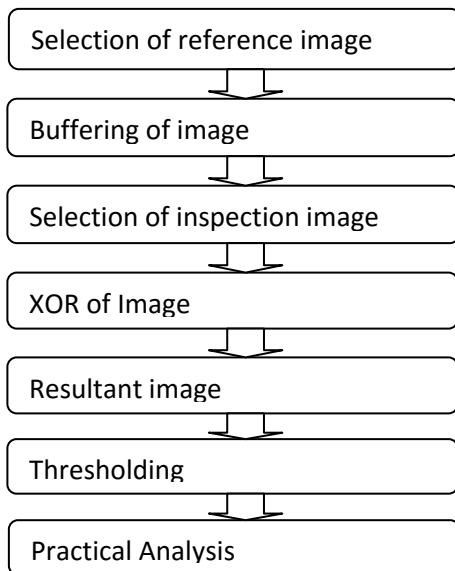 Selection of reference image
Buffering of image
Selection of inspection image
XOR of Image
Resultant image
Thresholding
Practical Analysis